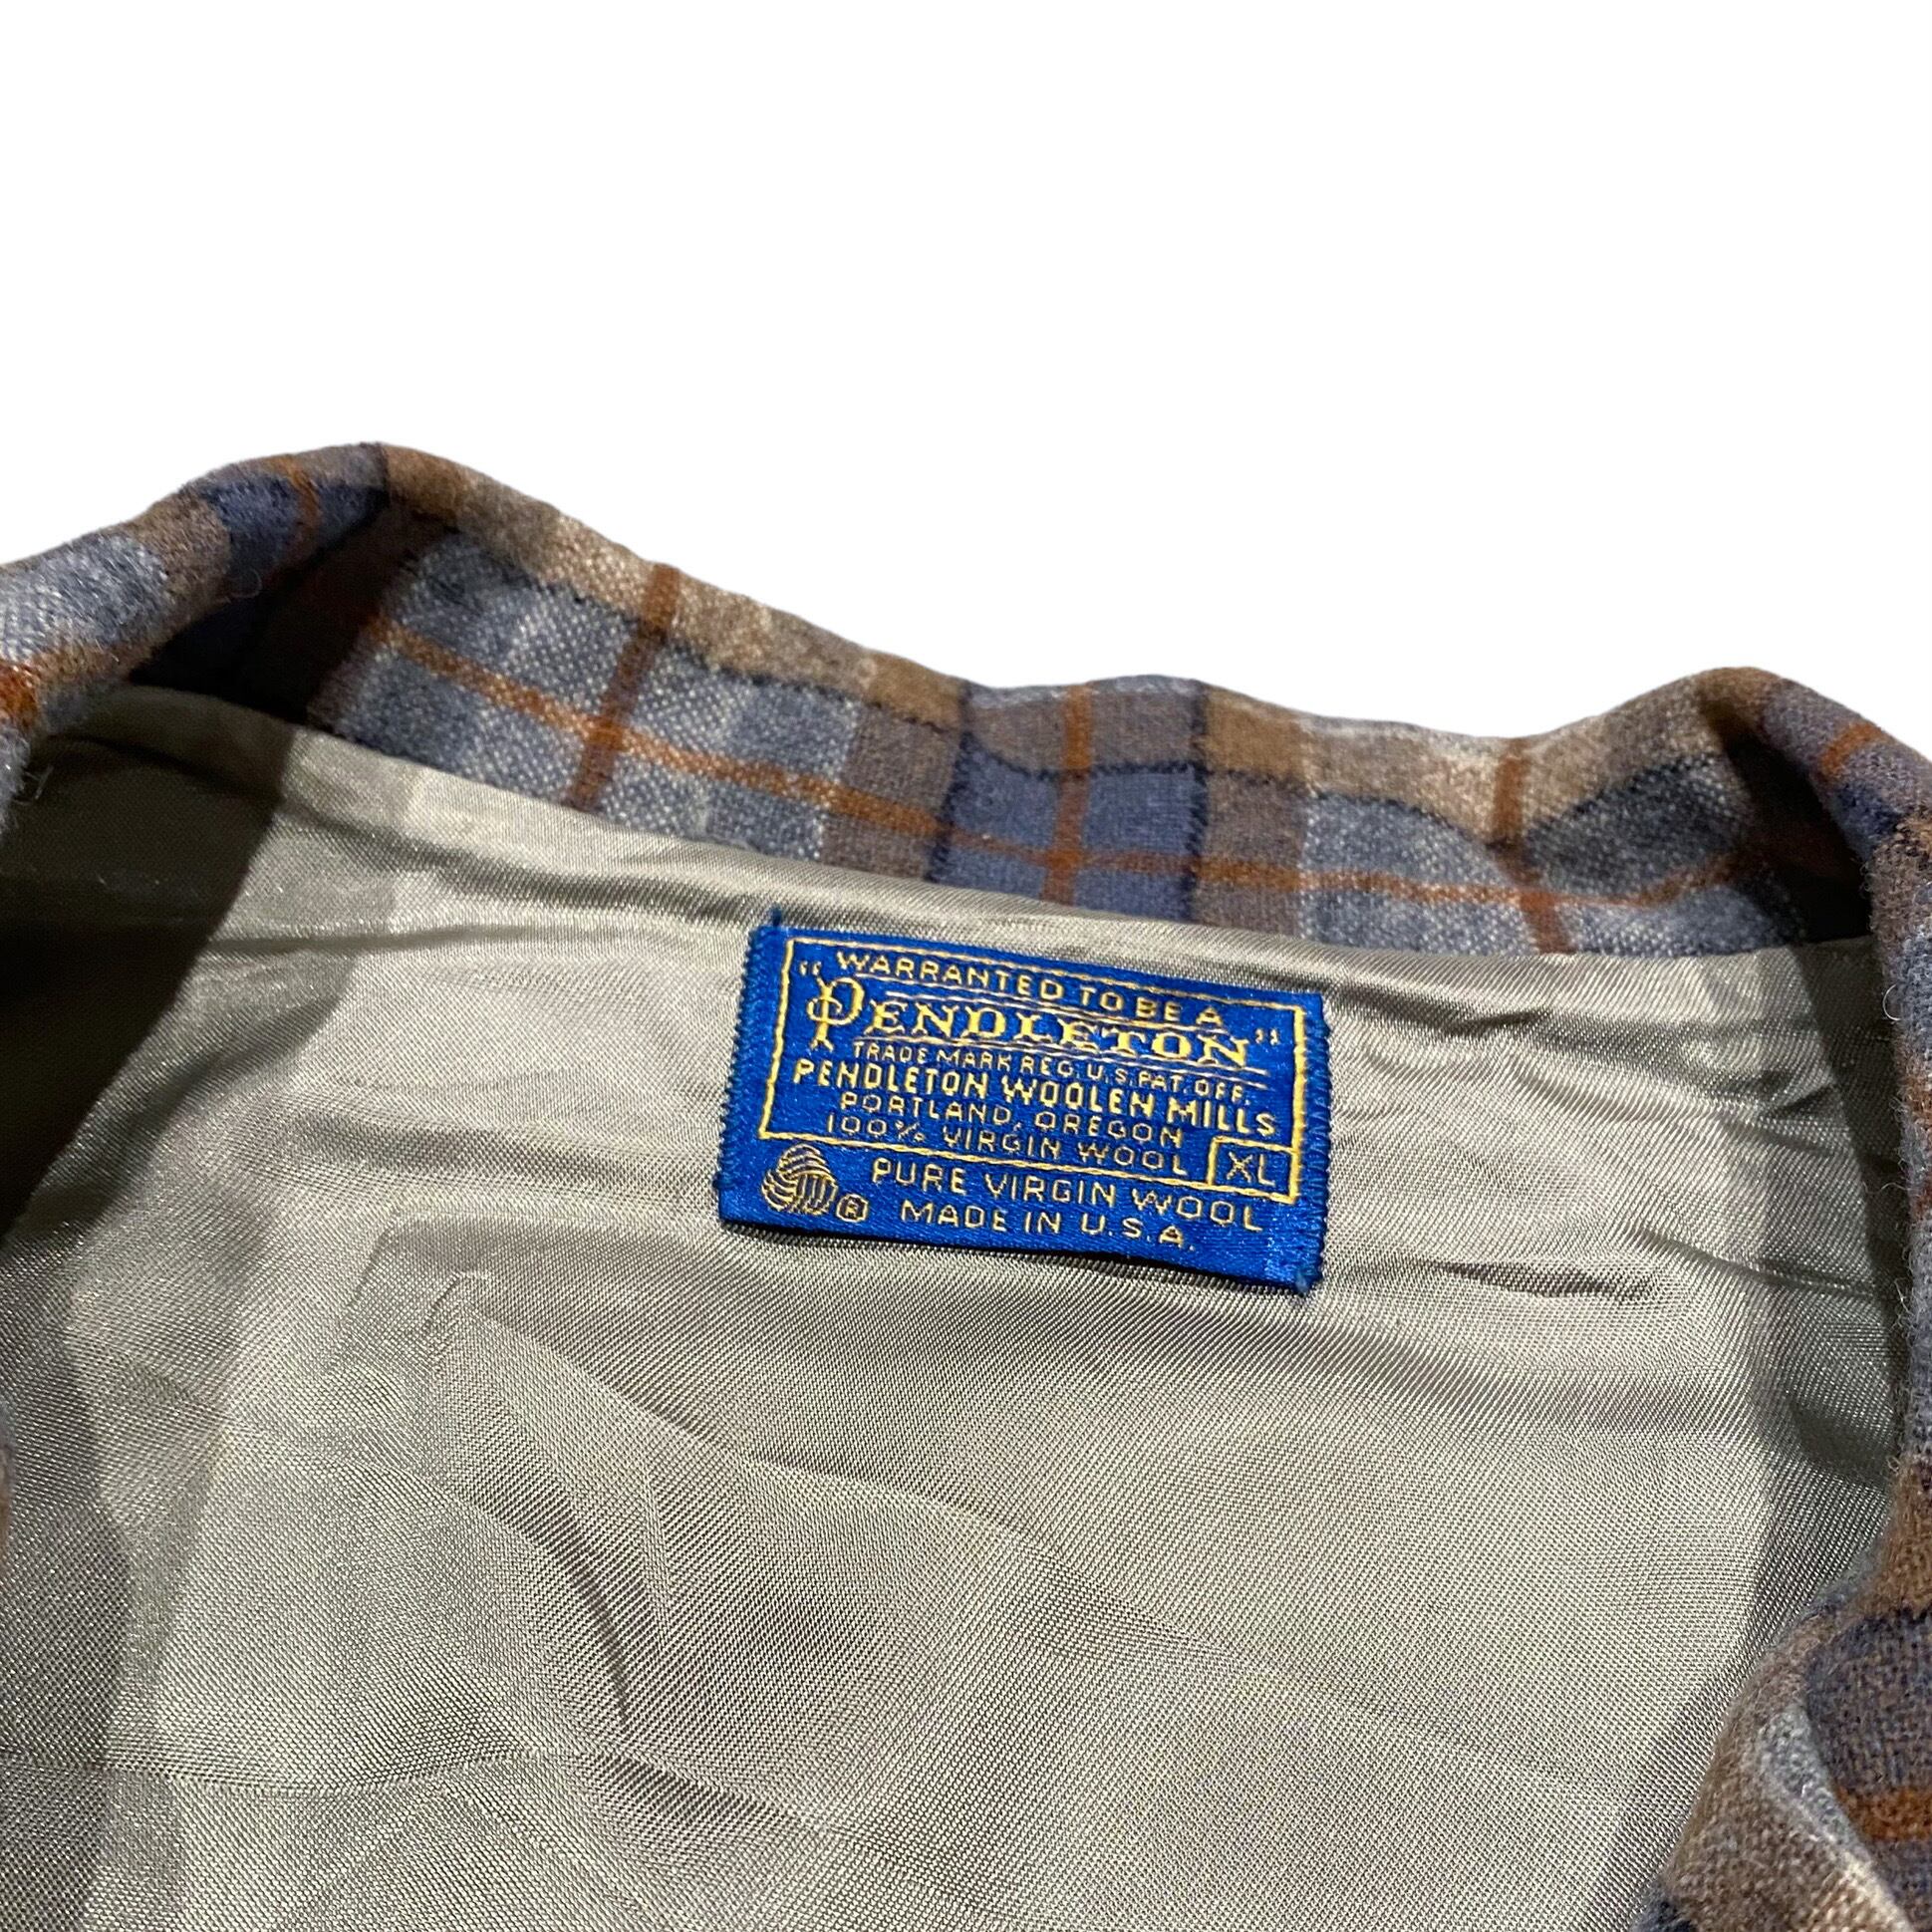 WARRANTED TO BE A
"PENDLETON"
TRADE MARK REG. U.S. PAT. OFF.
PENDLETON WOOLEN MILLS
PORTLAND, OREGON
100% VIRGIN WOOL XL
® PURE VIRGIN WOOL
MADE IN U.S.A.